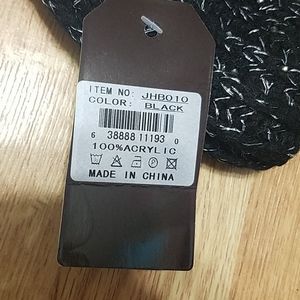 ITEM NO: JHB010
COLOR: BLACK
6 38888 11193 0
100%ACRYLIC
MADE IN CHINA